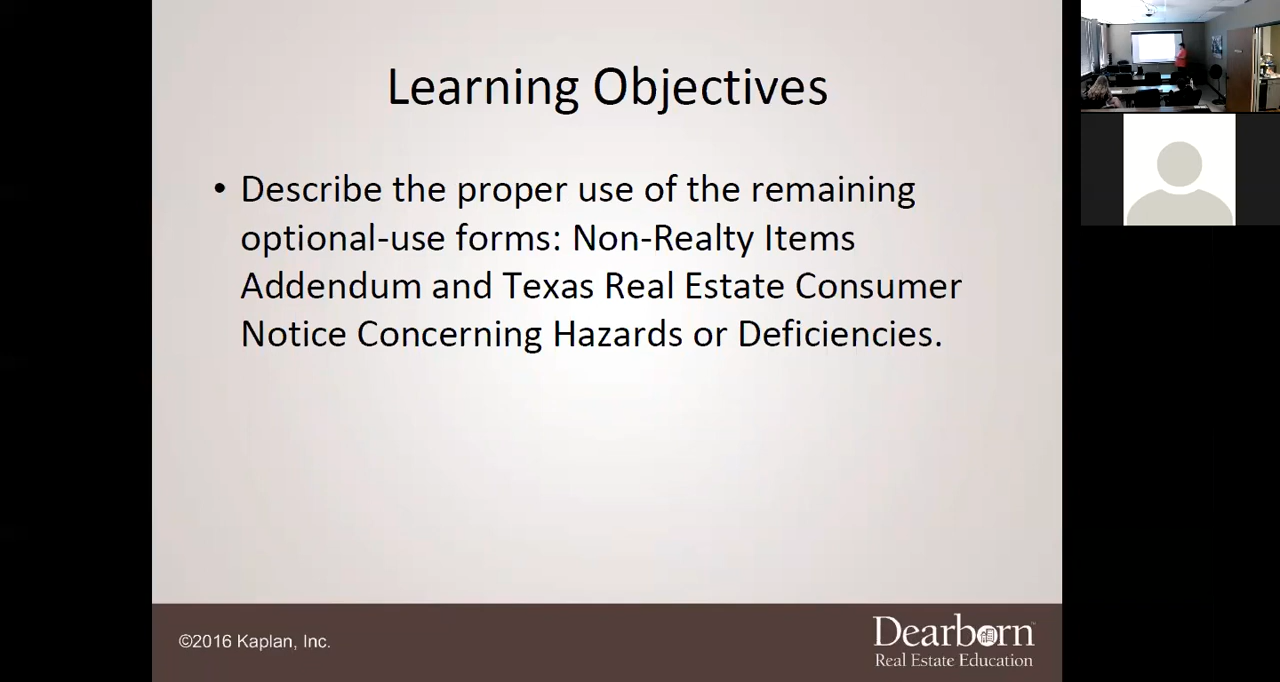 Learning Objectives
• Describe the proper use of the remaining
optional-use forms: Non-Realty Items
Addendum and Texas Real Estate Consumer
Notice Concerning Hazards or Deficiencies.
©2016 Kaplan, Inc.
Dearborn
Real Estate Education